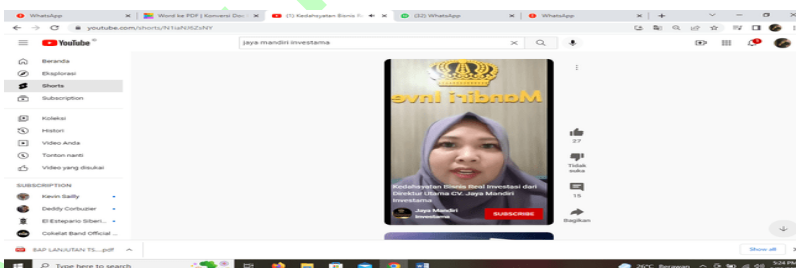 WhatsApp
Word ke PDF (Konversi Doc
(1) Kedahsyatan Bisnis R
(32) WhatsApp
WhatsApp
youtube.com/shorts/
YouTube ID
jaya mandiri investama
Beranda
Eksplorasi
Shorts
Subscription
Koleksi
Histori
Video Anda
Tonton nanti
Video yang disukai
SUBSCRIPTION
Kevin Sailly
Deddy Corbuzier
El Estepario Siberi...
Cokelat Band Official ...
Mandiri Inve
Kedahsyatan Bisnis Real Investasi dari
Direktur Utama CV. Jaya Mandiri
Investama
Jaya Mandiri
Investama
SUBSCRIBE
27
Tidak
suka
15
Bagikan
BAP LANJUTAN TS....pdf
Show all
Type here to search
26°C Berawan
5:24 PM